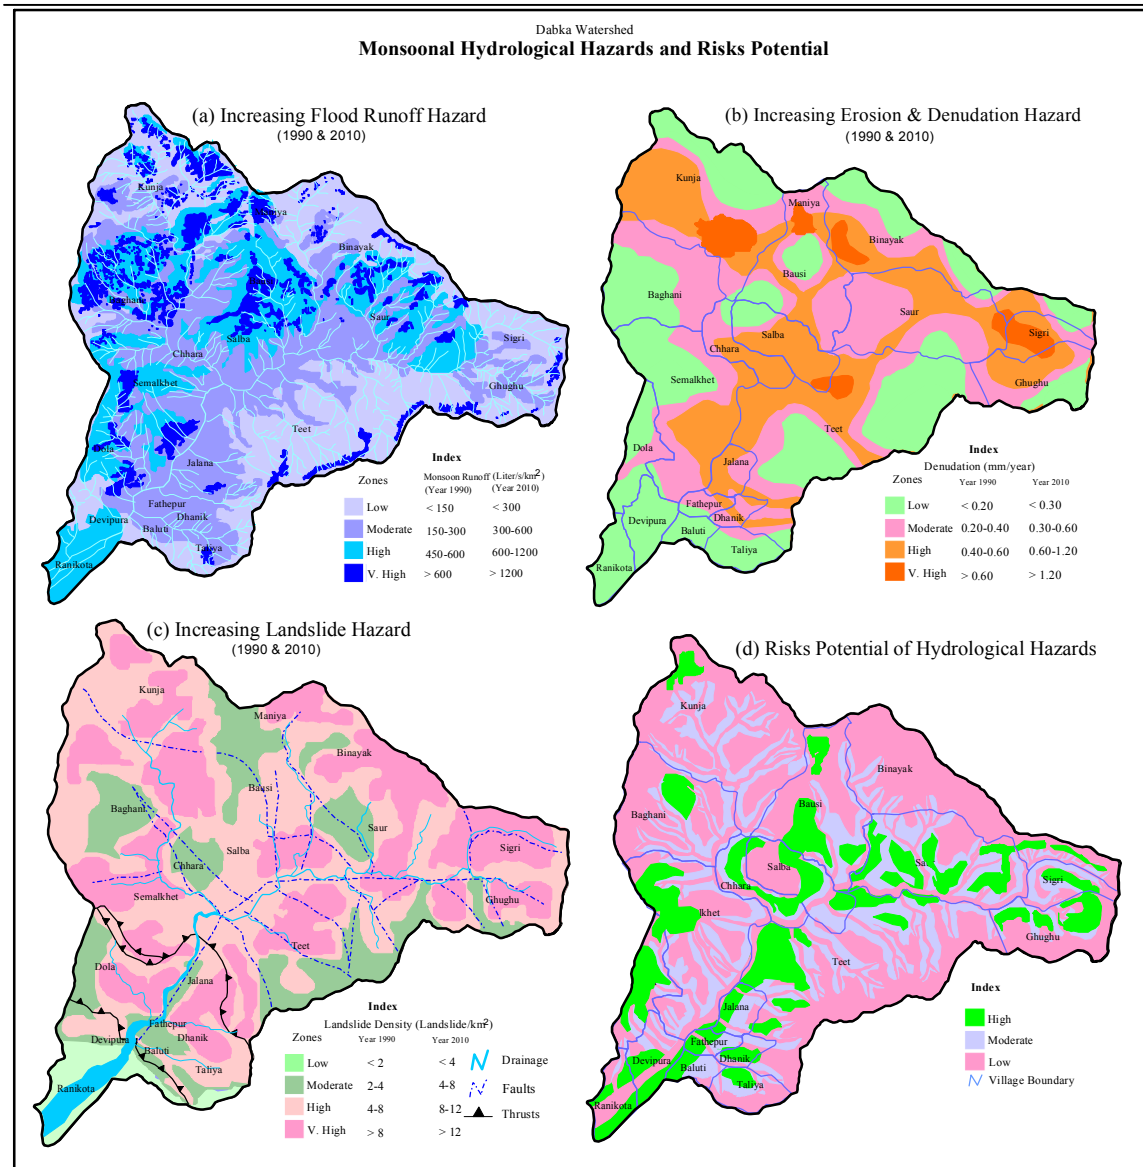 Dabka Watershed
Monsoonal Hydrological Hazards and Risks Potential
(a) Increasing Flood Runoff Hazard
(1990 & 2010)
Kunja
Maniya
Binayak
Baghani
Saur
Sigri
Salba
Chhara
Semalkhet
Ghughu
Teet
Dola
Jalana
Fathepur
Dhanik
Devipura
Baluti
Taliya
Ranikota
Index
Zones
Monsoon Runoff (Liter/s/km2)
(Year 1990) (Year 2010)
Low < 150 < 300
Moderate 150-300 300-600
High 450-600 600-1200
V. High > 600 > 1200
(b) Increasing Erosion & Denudation Hazard
(1990 & 2010)
Kunja
Maniya
Binayak
Bausi
Baghani
Saur
Sigri
Salba
Chhara
Semalkhet
Ghughu
Teet
Dola
Jalana
Fathepur
Dhanik
Devipura
Baluti
Taliya
Ranikota
Index
Denudation (mm/year)
Zones Year 1990 Year 2010
Low < 0.20 < 0.30
Moderate 0.20-0.40 0.30-0.60
High 0.40-0.60 0.60-1.20
V. High > 0.60 > 1.20
(c) Increasing Landslide Hazard
(1990 & 2010)
Kunja
Maniya
Binayak
Bausi
Baghani
Saur
Sigri
Salba
Chhara
Semalkhet
Ghughu
Teet
Dola
Jalana
Fathepur
Dhanik
Devipura
Baluti
Taliya
Ranikota
Index
Landslide Density (Landslide/km2)
Zones Year 1990 Year 2010
Low < 2 < 4
Moderate 2-4 4-8
High 4-8 8-12
V. High > 8 > 12
Drainage
Faults
Thrusts
(d) Risks Potential of Hydrological Hazards
Kunja
Binayak
Bausi
Baghani
Sa
Salba
Sigri
Chhara
lkhet
Ghughu
Teet
Jalana
Fathepur
Dhanik
Devipura
Baluti
Taliya
Ranikota
Index
High
Moderate
Low
Village Boundary